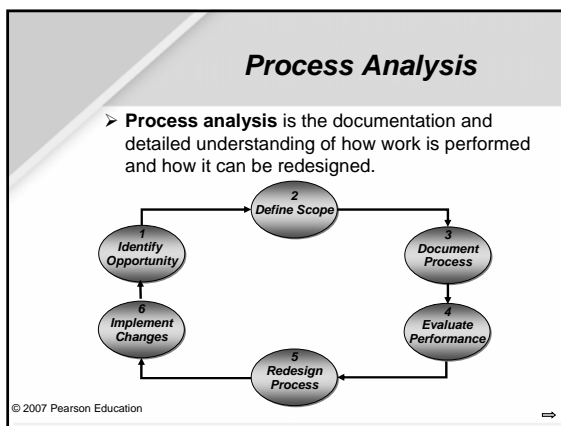 Process Analysis
➢ Process analysis is the documentation and
detailed understanding of how work is performed
and how it can be redesigned.
1
Identify
Opportunity
2
Define Scope
3
Document
Process
4
Evaluate
Performance
5
Redesign
Process
6
Implement
Changes
© 2007 Pearson Education